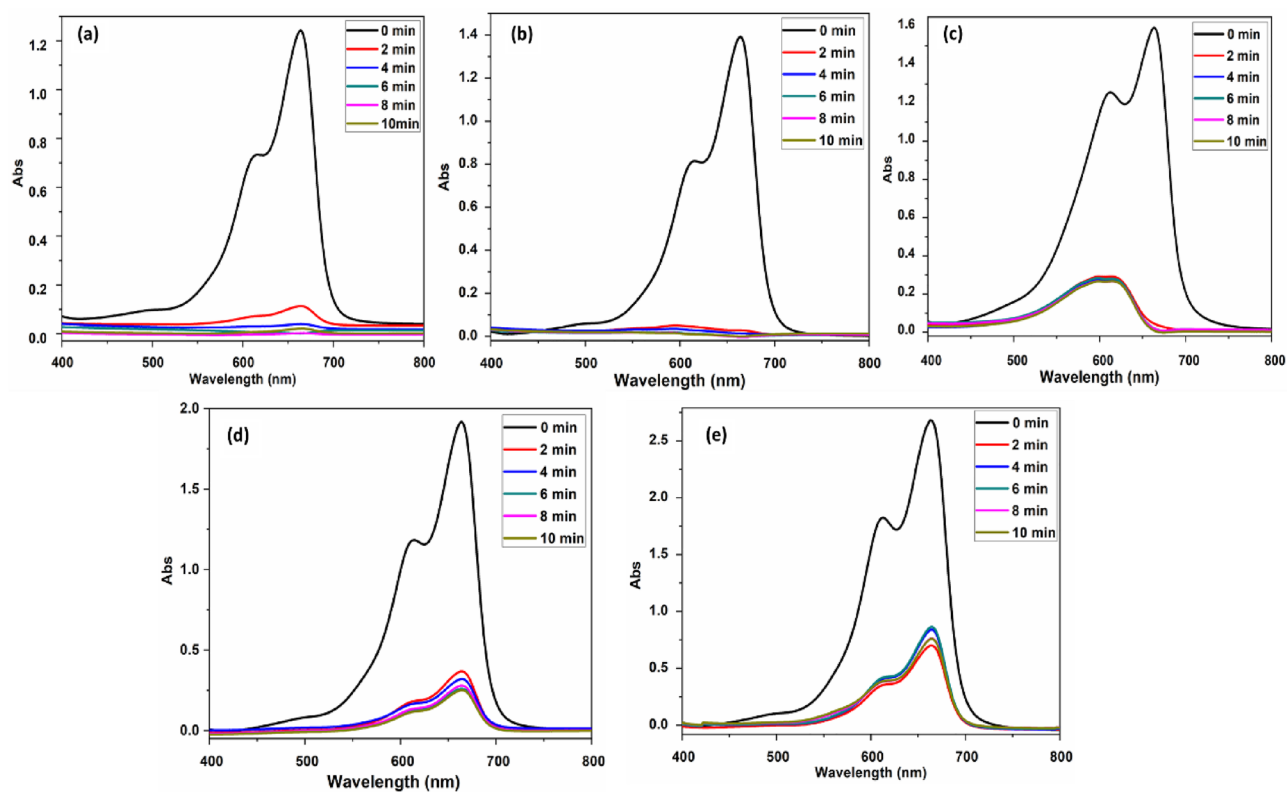 (a)
0 min
2 min
4 min
6 min
8 min
10min
1.2
1.0
0.8
0.6
0.4
0.2
0.0
Abs
400 500 600 700 800
Wavelength (nm)
(b)
0 min
2 min
4 min
6 min
8 min
10 min
1.4
1.2
1.0
0.8
0.6
0.4
0.2
0.0
Abs
400 500 600 700 800
Wavelength (nm)
(c)
0 min
2 min
4 min
6 min
8 min
10 min
1.6
1.4
1.2
1.0
0.8
0.6
0.4
0.2
0.0
Abs
400 500 600 700 800
Wavelength (nm)
(d)
0 min
2 min
4 min
6 min
8 min
10 min
2.0
1.5
1.0
0.5
0.0
Abs
400 500 600 700 800
Wavelength (nm)
(e)
0 min
2 min
4 min
6 min
8 min
10 min
2.5
2.0
1.5
1.0
0.5
0.0
Abs
400 500 600 700 800
Wavelength (nm)